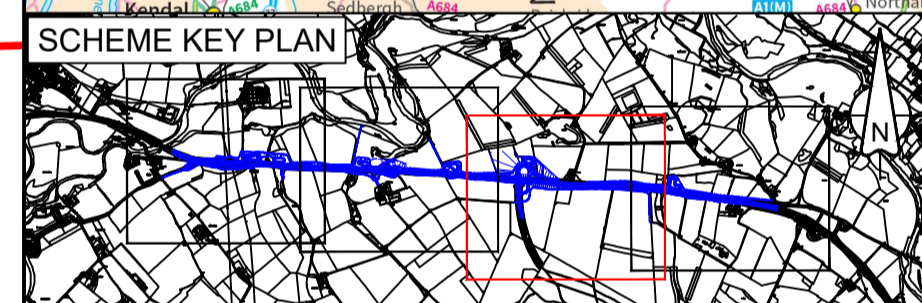 Kendal
A684
Sedbergh
A684
A1(M)
A684
SCHEME KEY PLAN
N